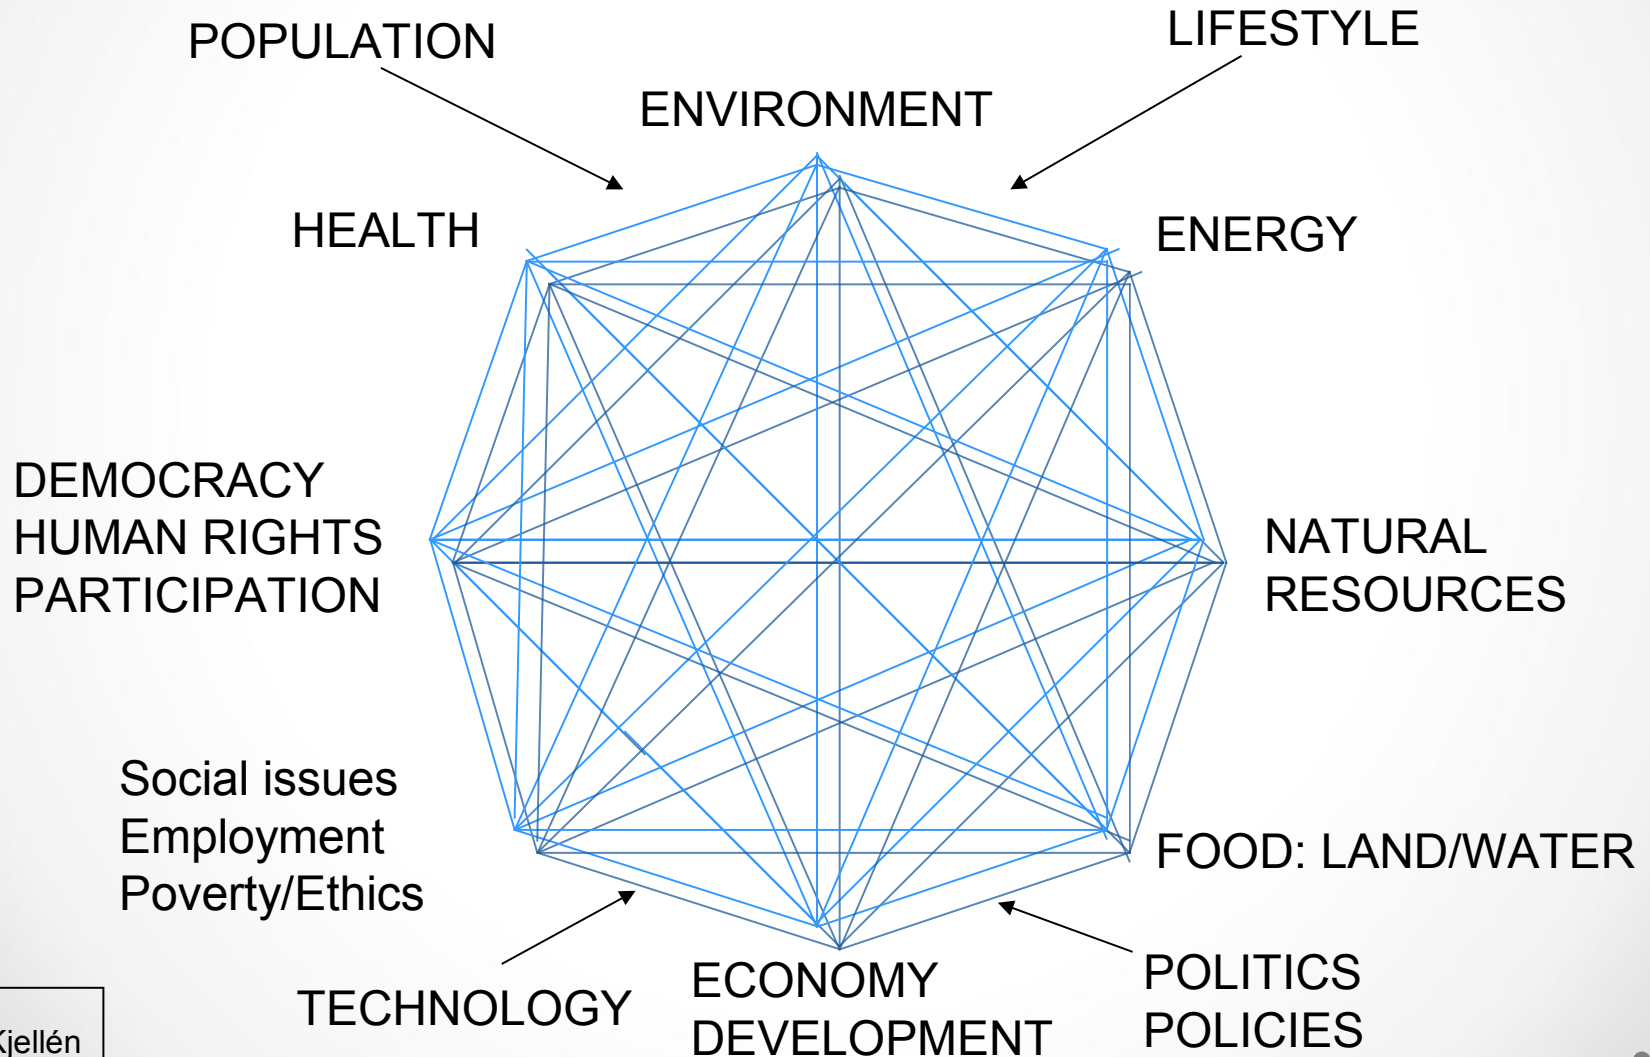 POPULATION
LIFESTYLE
ENVIRONMENT
HEALTH
ENERGY
DEMOCRACY
HUMAN RIGHTS
PARTICIPATION
NATURAL
RESOURCES
Social issues
Employment
Poverty/Ethics
FOOD: LAND/WATER
TECHNOLOGY
ECONOMY
DEVELOPMENT
POLITICS
POLICIES
Kjellén